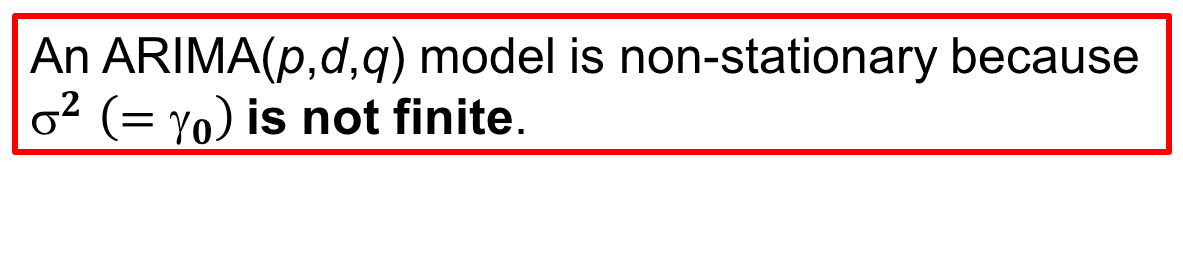 An ARIMA(p,d,q) model is non-stationary because
σ² (= γ₀) is not finite.